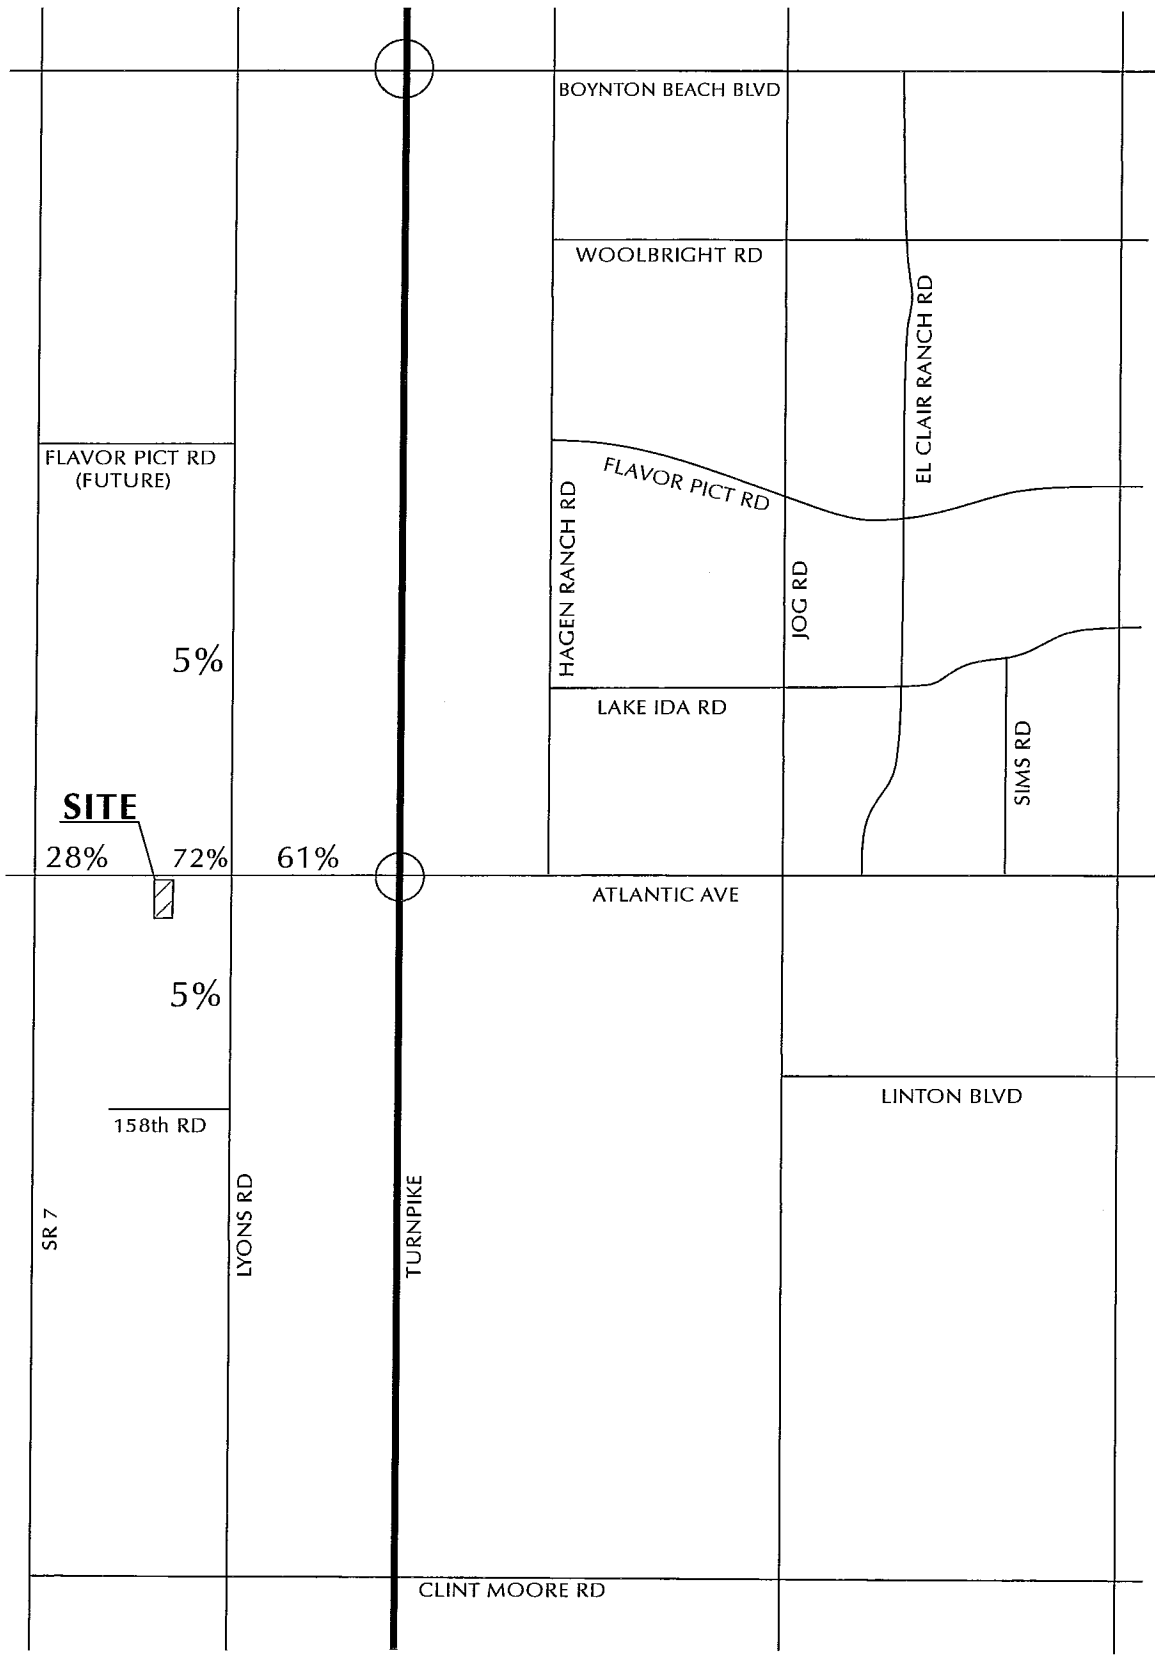 BOYNTON BEACH BLVD
WOOLBRIGHT RD
EL CLAIR RANCH RD
FLAVOR PICT RD
(FUTURE)
FLAVOR PICT RD
HAGEN RANCH RD
JOG RD
5%
LAKE IDA RD
SIMS RD
SITE
28%
72%
61%
ATLANTIC AVE
5%
LINTON BLVD
158th RD
SR 7
LYONS RD
TURNPIKE
CLINT MOORE RD